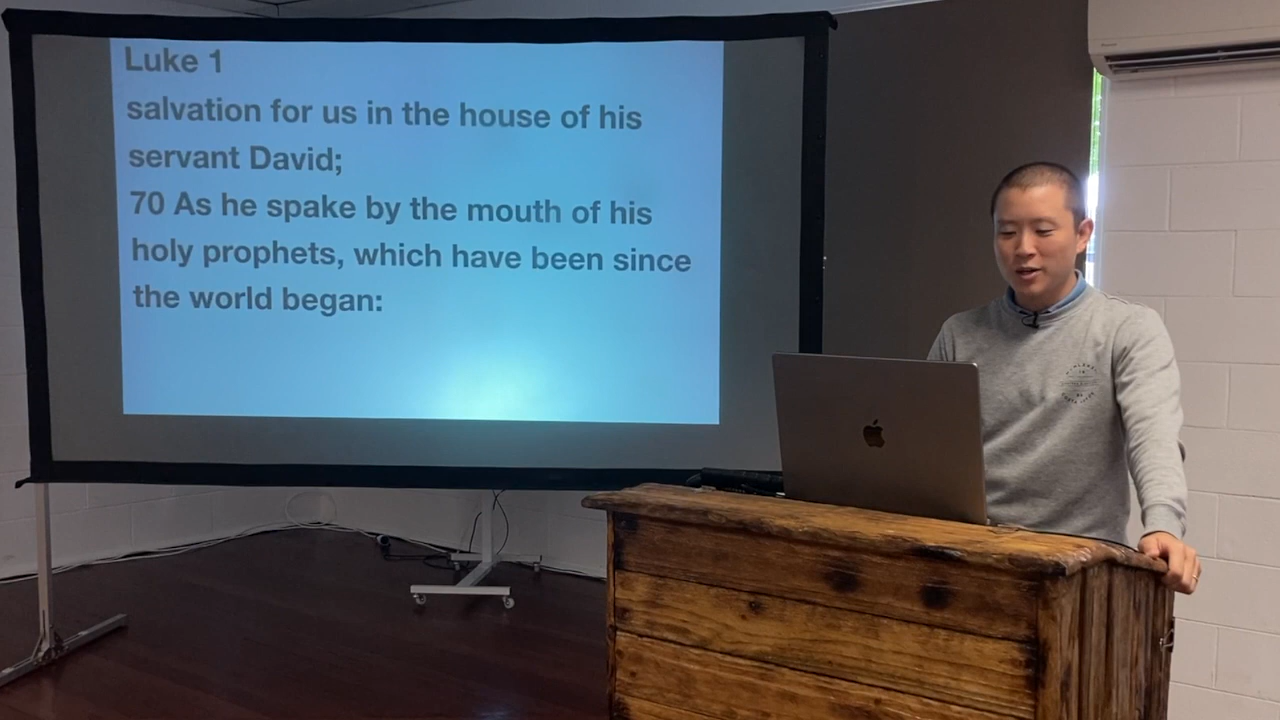 Luke 1
salvation for us in the house of his
servant David;
70 As he spake by the mouth of his
holy prophets, which have been since
the world began: